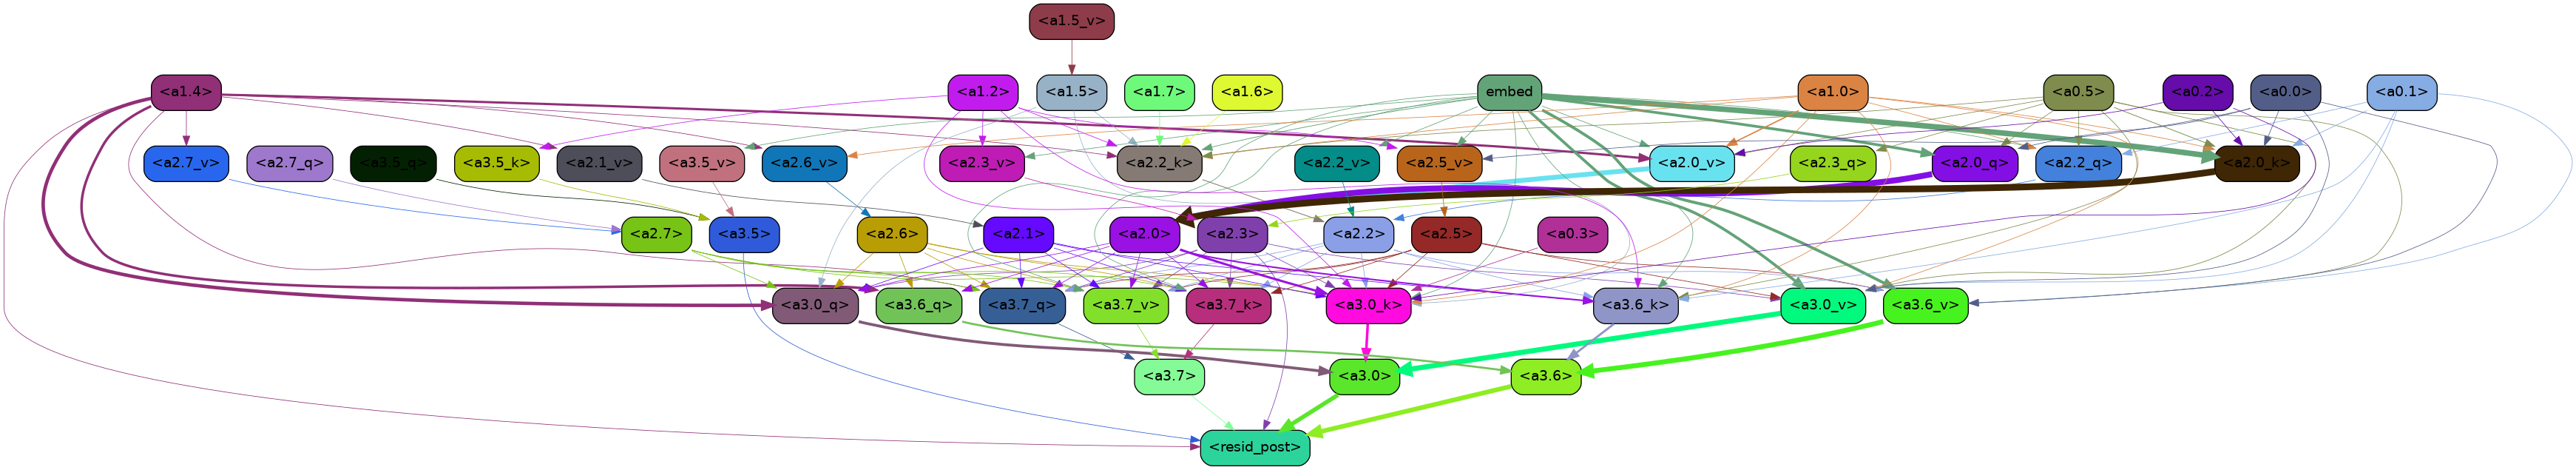 <a1.5_v>
<a1.4> <a1.2> <a1.5> <a1.7> <a1.6> embed <a1.0> <a0.5> <a0.2> <a0.0> <a0.1>
<a2.7_v> <a2.7_q> <a3.5_q> <a3.5_k> <a2.1_v> <a3.5_v> <a2.6_v> <a2.3_v> <a2.2_k> <a2.2_v> <a2.5_v> <a2.0_v> <a2.3_q> <a2.0_q> <a2.2_q> <a2.0_k>
<a2.7> <a3.5> <a2.6> <a2.1> <a2.0> <a2.3> <a2.2> <a2.5> <a0.3>
<a3.0_q> <a3.6_q> <a3.7_q> <a3.7_v> <a3.7_k> <a3.0_k> <a3.6_k> <a3.0_v> <a3.6_v>
<a3.7> <a3.0> <a3.6>
<resid_post>